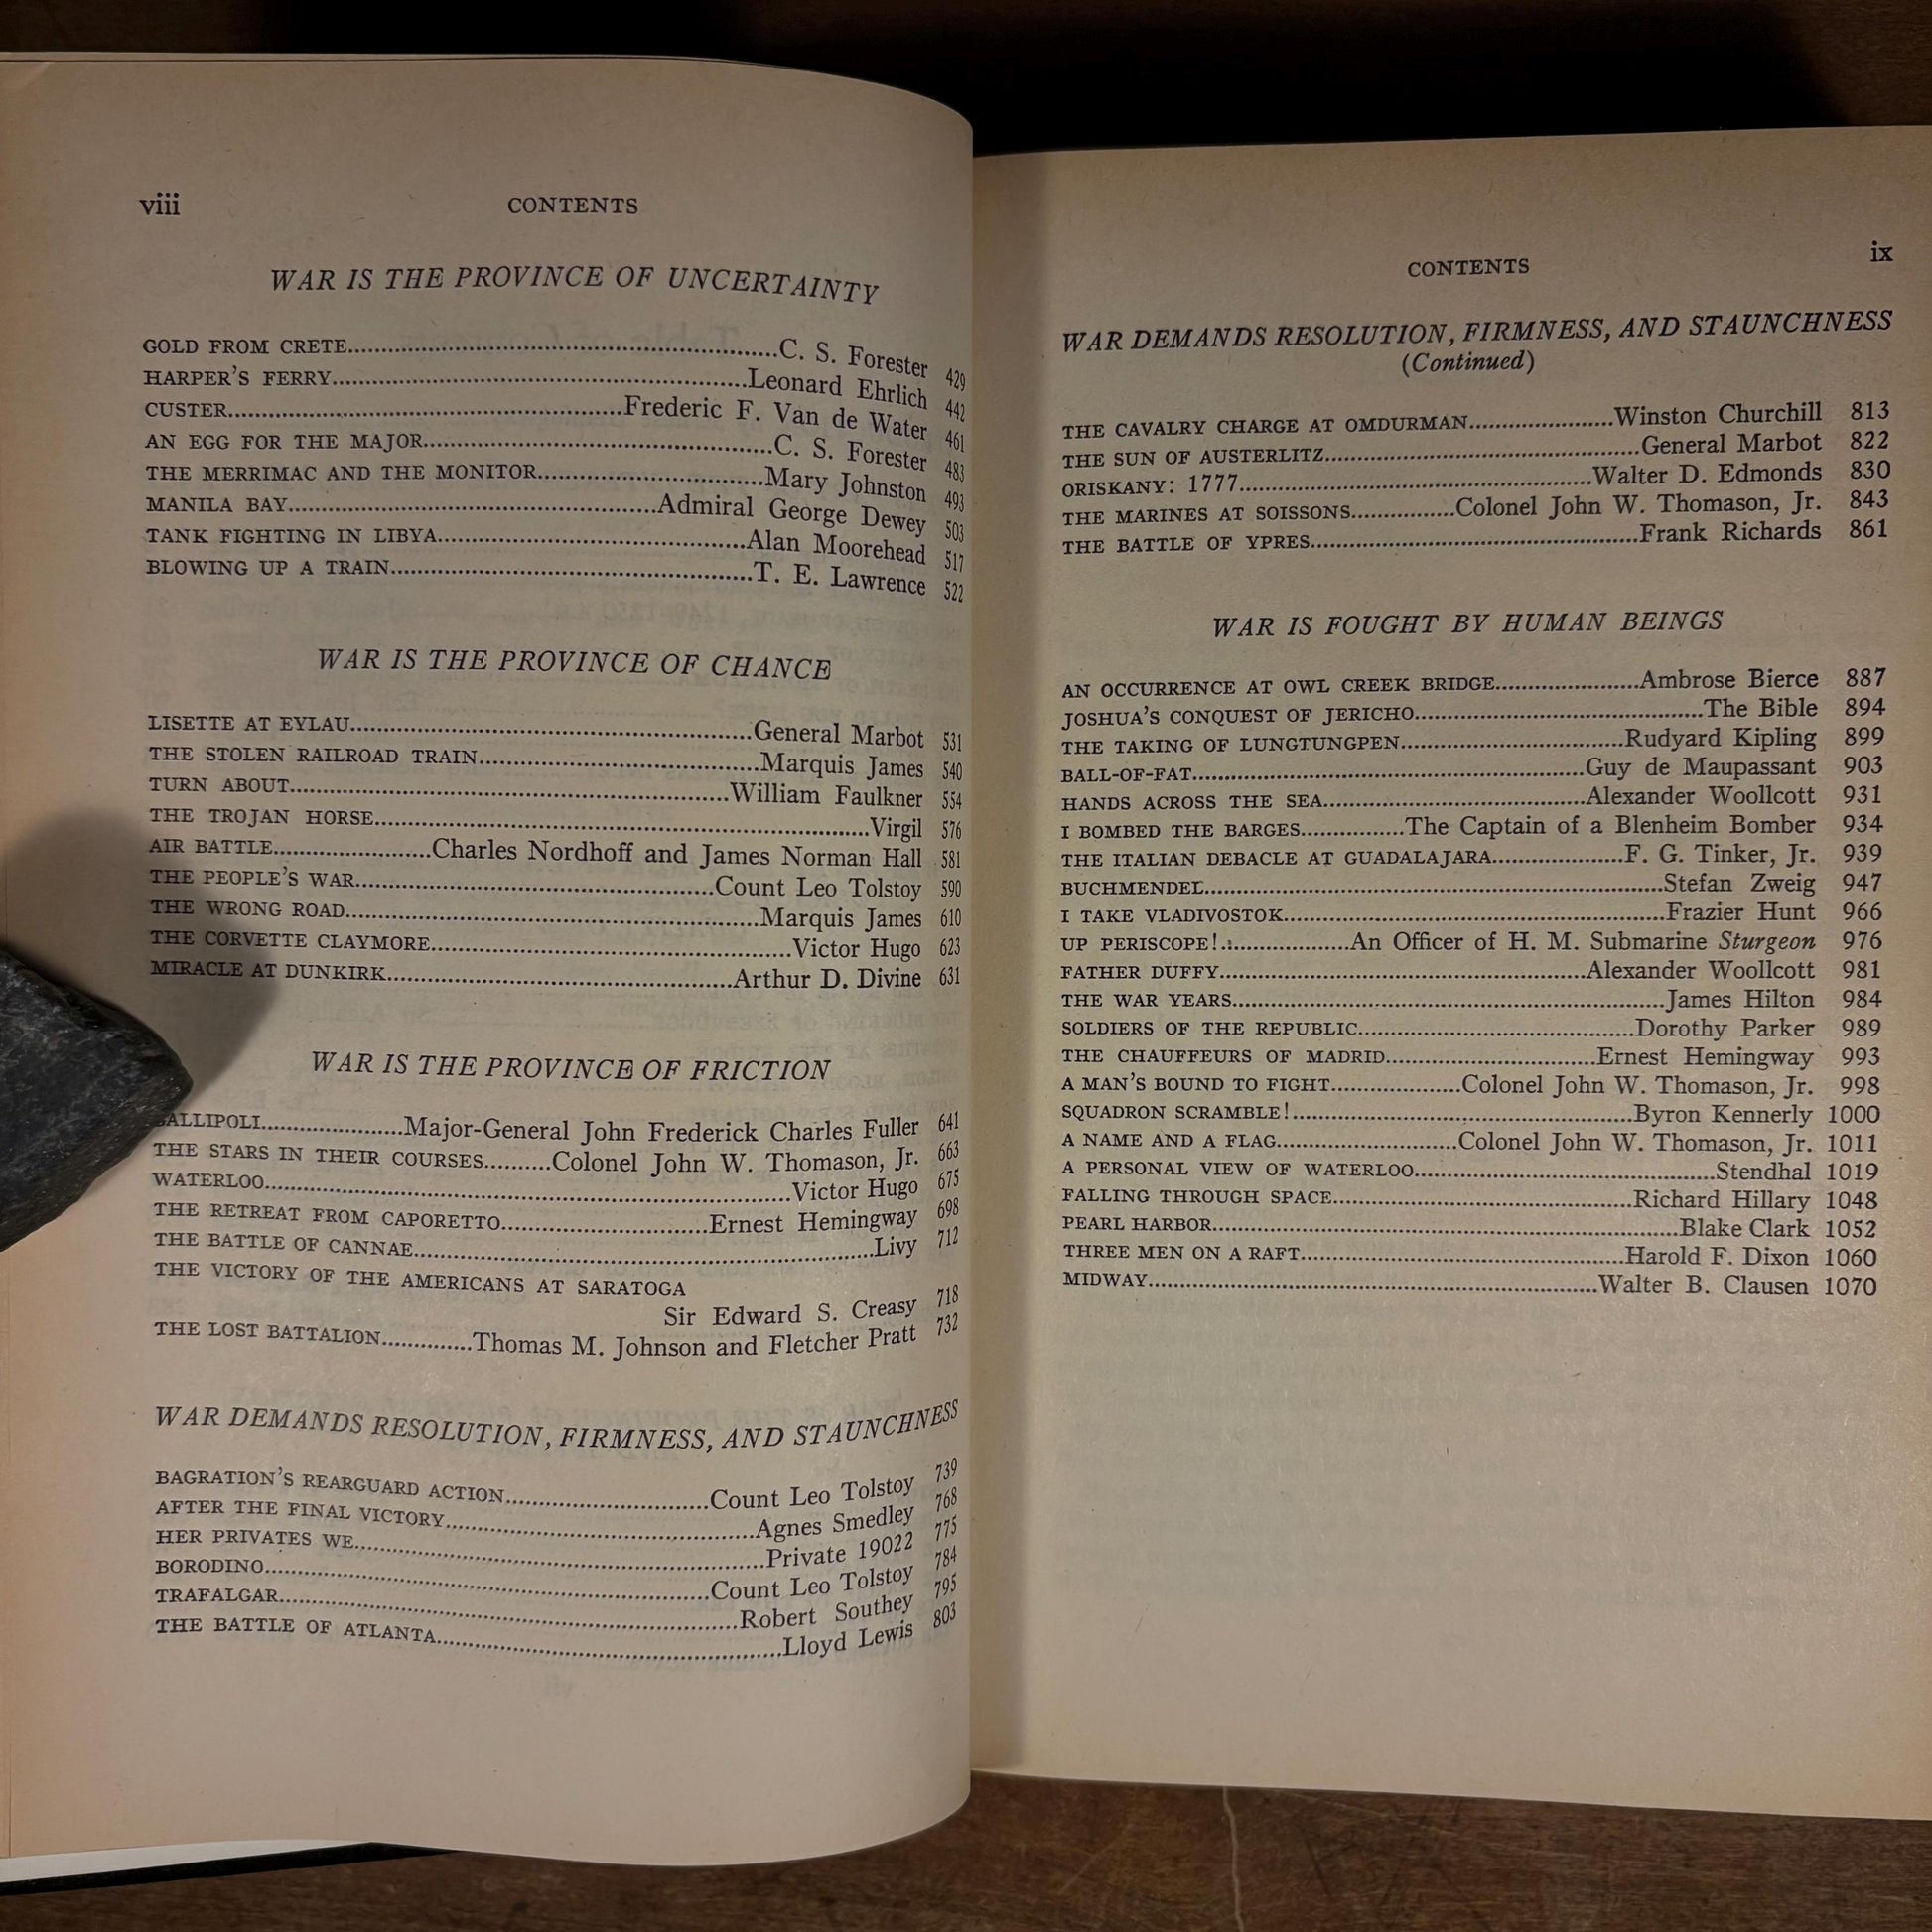 viii CONTENTS
WAR IS THE PROVINCE OF UNCERTAINTY
GOLD FROM CRETE........C. S. Forester 429
HARPER'S FERRY........Leonard Ehrlich 442
CUSTER........Frederic F. Van de Water 461
AN EGG FOR THE MAJOR........C. S. Forester 483
THE MERRIMAC AND THE MONITOR........Mary Johnston 493
MANILA BAY........Admiral George Dewey 503
TANK FIGHTING IN LIBYA........Alan Moorehead 517
BLOWING UP A TRAIN........T. E. Lawrence 522
WAR IS THE PROVINCE OF CHANCE
LISETTE AT EYLAU........General Marbot 531
THE STOLEN RAILROAD TRAIN........Marquis James 540
TURN ABOUT........William Faulkner 554
THE TROJAN HORSE........Virgil 576
AIR BATTLE........Charles Nordhoff and James Norman Hall 581
THE PEOPLE'S WAR........Count Leo Tolstoy 590
THE WRONG ROAD........Marquis James 610
THE CORVETTE CLAYMORE........Victor Hugo 623
MIRACLE AT DUNKIRK........Arthur D. Divine 631
WAR IS THE PROVINCE OF FRICTION
GALLIPOLI........Major-General John Frederick Charles Fuller 641
THE STARS IN THEIR COURSES........Colonel John W. Thomason, Jr. 663
WATERLOO........Victor Hugo 675
THE RETREAT FROM CAPORETTO........Ernest Hemingway 698
THE BATTLE OF CANNAE........Livy 712
THE VICTORY OF THE AMERICANS AT SARATOGA
Sir Edward S. Creasy 718
THE LOST BATTALION........Thomas M. Johnson and Fletcher Pratt 732
WAR DEMANDS RESOLUTION, FIRMNESS, AND STAUNCHNESS
BAGRATION'S REARGUARD ACTION........Count Leo Tolstoy 739
AFTER THE FINAL VICTORY........Agnes Smedley 768
HER PRIVATES WE........Private 19022 775
BORODINO........Count Leo Tolstoy 784
TRAFALGAR........Robert Southey 795
THE BATTLE OF ATLANTA........Lloyd Lewis 803
CONTENTS ix
WAR DEMANDS RESOLUTION, FIRMNESS, AND STAUNCHNESS
(Continued)
THE CAVALRY CHARGE AT OMDURMAN........Winston Churchill 813
THE SUN OF AUSTERLITZ........General Marbot 822
ORISKANY: 1777........Walter D. Edmonds 830
THE MARINES AT SOISSONS........Colonel John W. Thomason, Jr. 843
THE BATTLE OF YPRES........Frank Richards 861
WAR IS FOUGHT BY HUMAN BEINGS
AN OCCURRENCE AT OWL CREEK BRIDGE........Ambrose Bierce 887
JOSHUA'S CONQUEST OF JERICHO........The Bible 894
THE TAKING OF LUNGTUNGPEN........Rudyard Kipling 899
BALL-OF-FAT........Guy de Maupassant 903
HANDS ACROSS THE SEA........Alexander Woollcott 931
I BOMBED THE BARGES........The Captain of a Blenheim Bomber 934
THE ITALIAN DEBACLE AT GUADALAJARA........F. G. Tinker, Jr. 939
BUCHMENDEL........Stefan Zweig 947
I TAKE VLADIVOSTOK........Frazier Hunt 966
UP PERISCOPE!........An Officer of H. M. Submarine Sturgeon 976
FATHER DUFFY........Alexander Woollcott 981
THE WAR YEARS........James Hilton 984
SOLDIERS OF THE REPUBLIC........Dorothy Parker 989
THE CHAUFFEURS OF MADRID........Ernest Hemingway 993
A MAN'S BOUND TO FIGHT........Colonel John W. Thomason, Jr. 998
SQUADRON SCRAMBLE!........Byron Kennerly 1000
A NAME AND A FLAG........Colonel John W. Thomason, Jr. 1011
A PERSONAL VIEW OF WATERLOO........Stendhal 1019
FALLING THROUGH SPACE........Richard Hillary 1048
PEARL HARBOR........Blake Clark 1052
THREE MEN ON A RAFT........Harold F. Dixon 1060
MIDWAY........Walter B. Clausen 1070